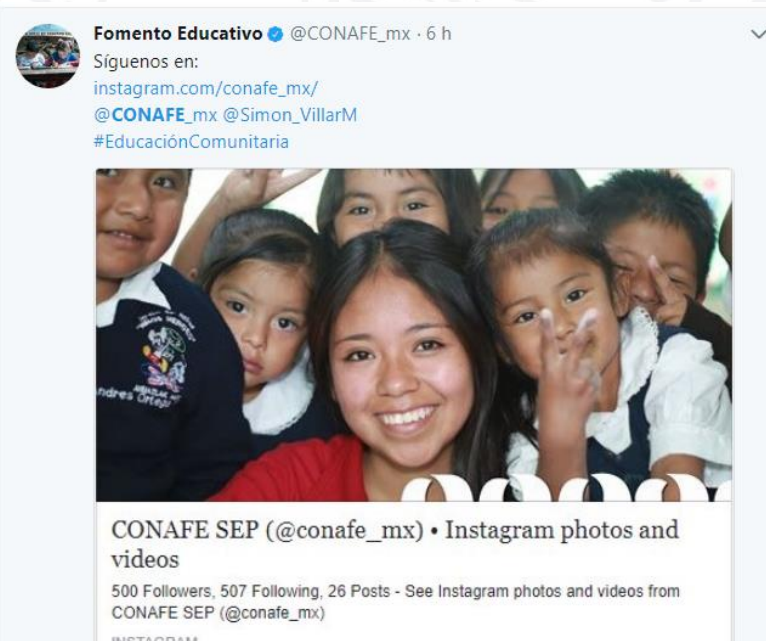 Fomento Educativo @CONAFE_mx · 6 h
Síguenos en:
instagram.com/conafe_mx/
@CONAFE_mx @Simon_VillarM
#EducaciónComunitaria
CONAFE SEP (@conafe_mx) • Instagram photos and
videos
500 Followers, 507 Following, 26 Posts - See Instagram photos and videos from
CONAFE SEP (@conafe_mx)
INSTAGRAM